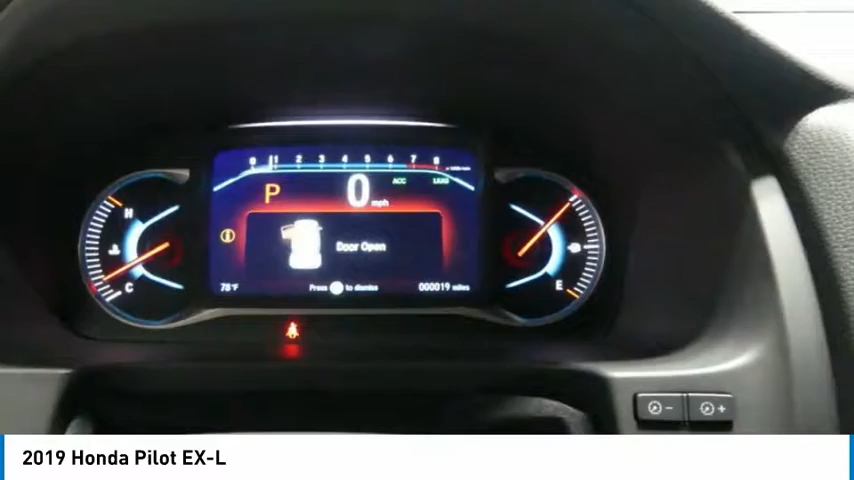 0 1 2 3 4 5 6 7 8
ACC
P 0 mph
H
Door Open
C
E
78°F Press to dismiss 000019 miles
- +
2019 Honda Pilot EX-L